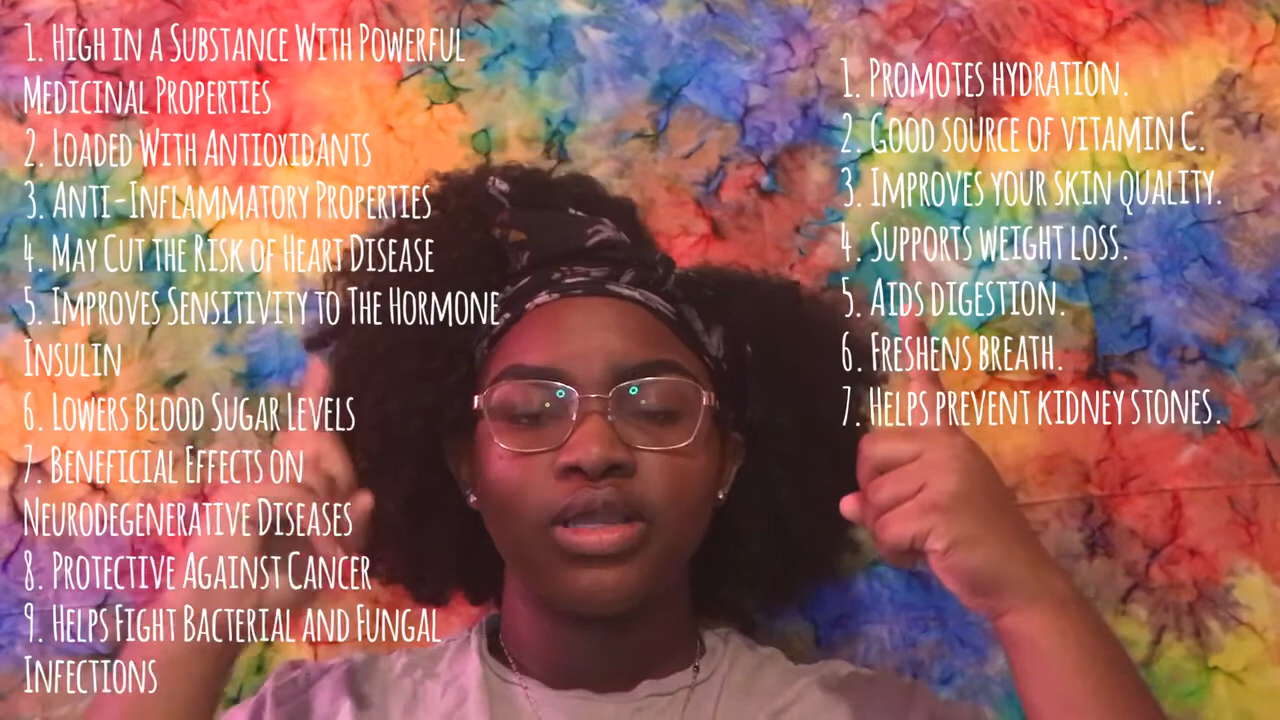 1. High in a Substance With Powerful
Medicinal Properties
2. Loaded With Antioxidants
3. Anti-Inflammatory Properties
4. May Cut the Risk of Heart Disease
5. Improves Sensitivity to The Hormone
Insulin
6. Lowers Blood Sugar Levels
7. Beneficial Effects on
Neurodegenerative Diseases
8. Protective Against Cancer
9. Helps Fight Bacterial and Fungal
Infections
1. Promotes hydration.
2. Good source of vitamin C.
3. Improves your skin quality.
4. Supports weight loss.
5. Aids digestion.
6. Freshens breath.
7. Helps prevent kidney stones.